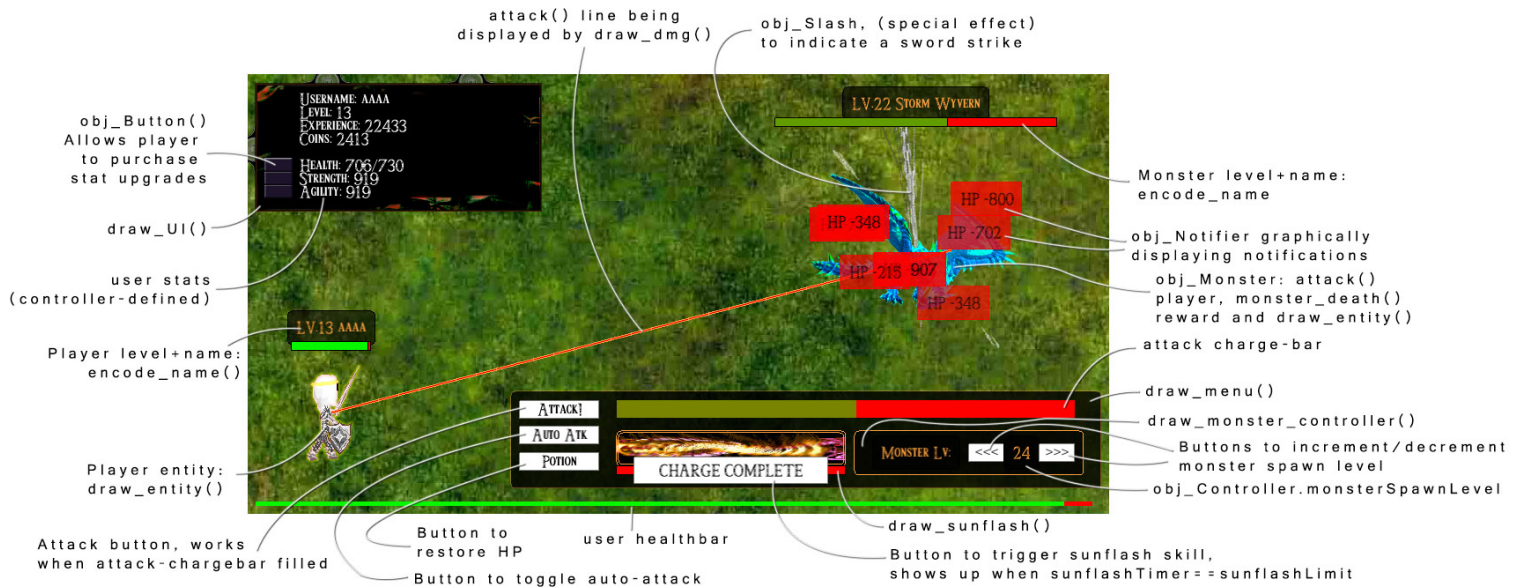 attack() line being
displayed by draw_dmg()
obj_Slash, (special effect)
to indicate a sword strike
obj_Button()
Allows player
to purchase
stat upgrades
draw_UI()
user stats
(controller-defined)
Username: AAAA
Level: 13
Experience: 22433
Coins: 2413
Health: 706/730
Strength: 919
Agility: 919
LV.22 Storm Wyvern
HP -800
HP -348
HP -702
HP -215
907
HP -348
Monster level+name:
encode_name
obj_Notifier graphically
displaying notifications
obj_Monster: attack()
player, monster_death()
reward and draw_entity()
attack charge-bar
draw_menu()
draw_monster_controller()
Buttons to increment/decrement
monster spawn level
obj_Controller.monsterSpawnLevel
LV.13 AAAA
Player level+name:
encode_name()
Player entity:
draw_entity()
Attack!
Auto Atk
Potion
CHARGE COMPLETE
Monster Lv:
<<<
24
>>>
Attack button, works
when attack-chargebar filled
Button to
restore HP
Button to toggle auto-attack
user healthbar
draw_sunflash()
Button to trigger sunflash skill,
shows up when sunflashTimer==sunflashLimit